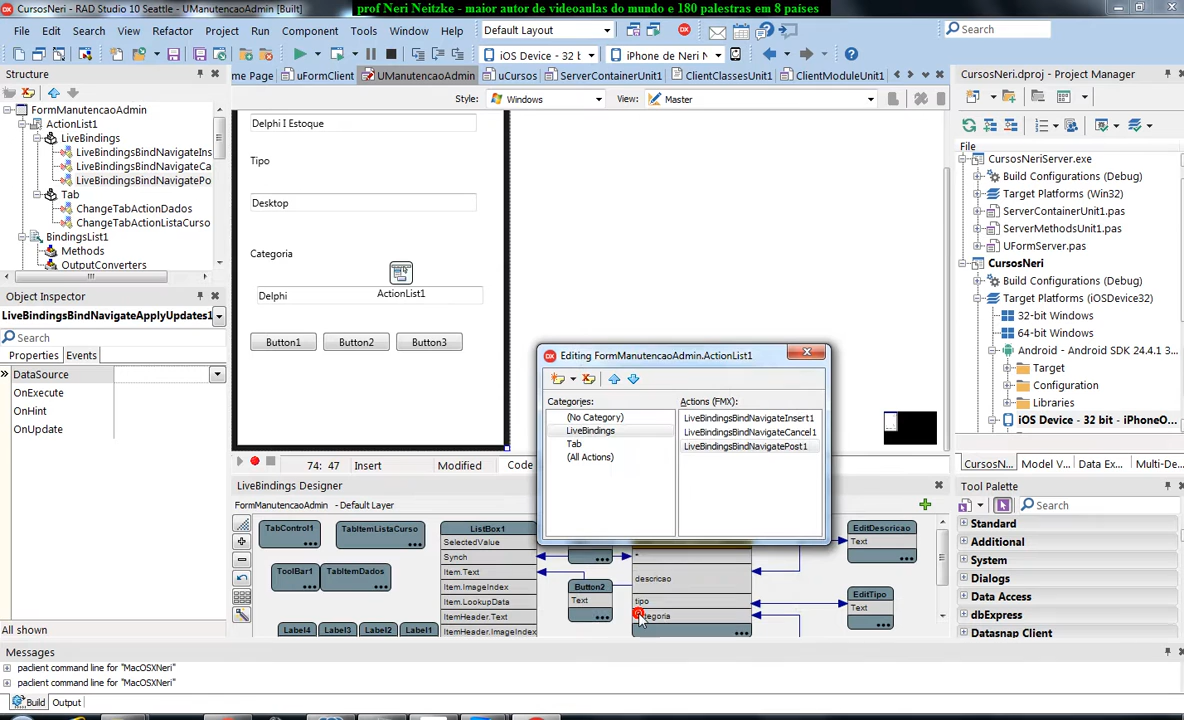 CursosNeri - RAD Studio 10 Seattle - UManutencaoAdmin [Built]
prof Neri Neitzke - maior autor de videoaulas do mundo e 180 palestras em 8 países
File Edit Search View Refactor Project Run Component Tools Window Help
Default Layout
Search
iOS Device - 32 b
iPhone de Neri N
Structure
me Page
uFormClient
UManutencaoAdmin
uCursos
ServerContainerUnit1
ClientClassesUnit1
ClientModuleUnit1
CursosNeri.dproj - Project Manager
Style:
Windows
View:
Master
FormManutencaoAdmin
ActionList1
LiveBindings
LiveBindingsBindNavigateIns
LiveBindingsBindNavigateCa
LiveBindingsBindNavigatePo
Tab
ChangeTabActionDados
ChangeTabActionListaCurso
BindingsList1
Methods
OutputConverters
Delphi I Estoque
Tipo
Desktop
Categoria
ActionList1
Delphi
Button1
Button2
Button3
File
CursosNeriServer.exe
Build Configurations (Debug)
Target Platforms (Win32)
ServerContainerUnit1.pas
ServerMethodsUnit1.pas
UFormServer.pas
CursosNeri
Build Configurations (Debug)
Target Platforms (iOSDevice32)
32-bit Windows
64-bit Windows
Android - Android SDK 24.4.1 3...
Target
Configuration
Libraries
iOS Device - 32 bit - iPhoneO...
Object Inspector
LiveBindingsBindNavigateApplyUpdates1
Search
Properties
Events
DataSource
OnExecute
OnHint
OnUpdate
All shown
Editing FormManutencaoAdmin.ActionList1
Categories:
(No Category)
LiveBindings
Tab
(All Actions)
Actions (FMX):
LiveBindingsBindNavigateInsert1
LiveBindingsBindNavigateCancel1
LiveBindingsBindNavigatePost1
74: 47
Insert
Modified
Code
CursosN...
Model V...
Data Ex...
Multi-De...
LiveBindings Designer
FormManutencaoAdmin - Default Layer
TabControl1
TabItemListaCurso
ToolBar1
TabItemDados
Label4
Label3
Label2
Label1
ListBox1
SelectedValue
Synch
Item.Text
Item.ImageIndex
Item.LookupData
ItemHeader.Text
ItemHeader.ImageIndex
Button2
Text
*
descricao
tipo
EditDescricao
Text
EditTipo
Text
Tool Palette
Search
Standard
Additional
System
Dialogs
Data Access
dbExpress
Datasnap Client
Messages
paclient command line for "MacOSXNeri"
paclient command line for "MacOSXNeri"
Build
Output